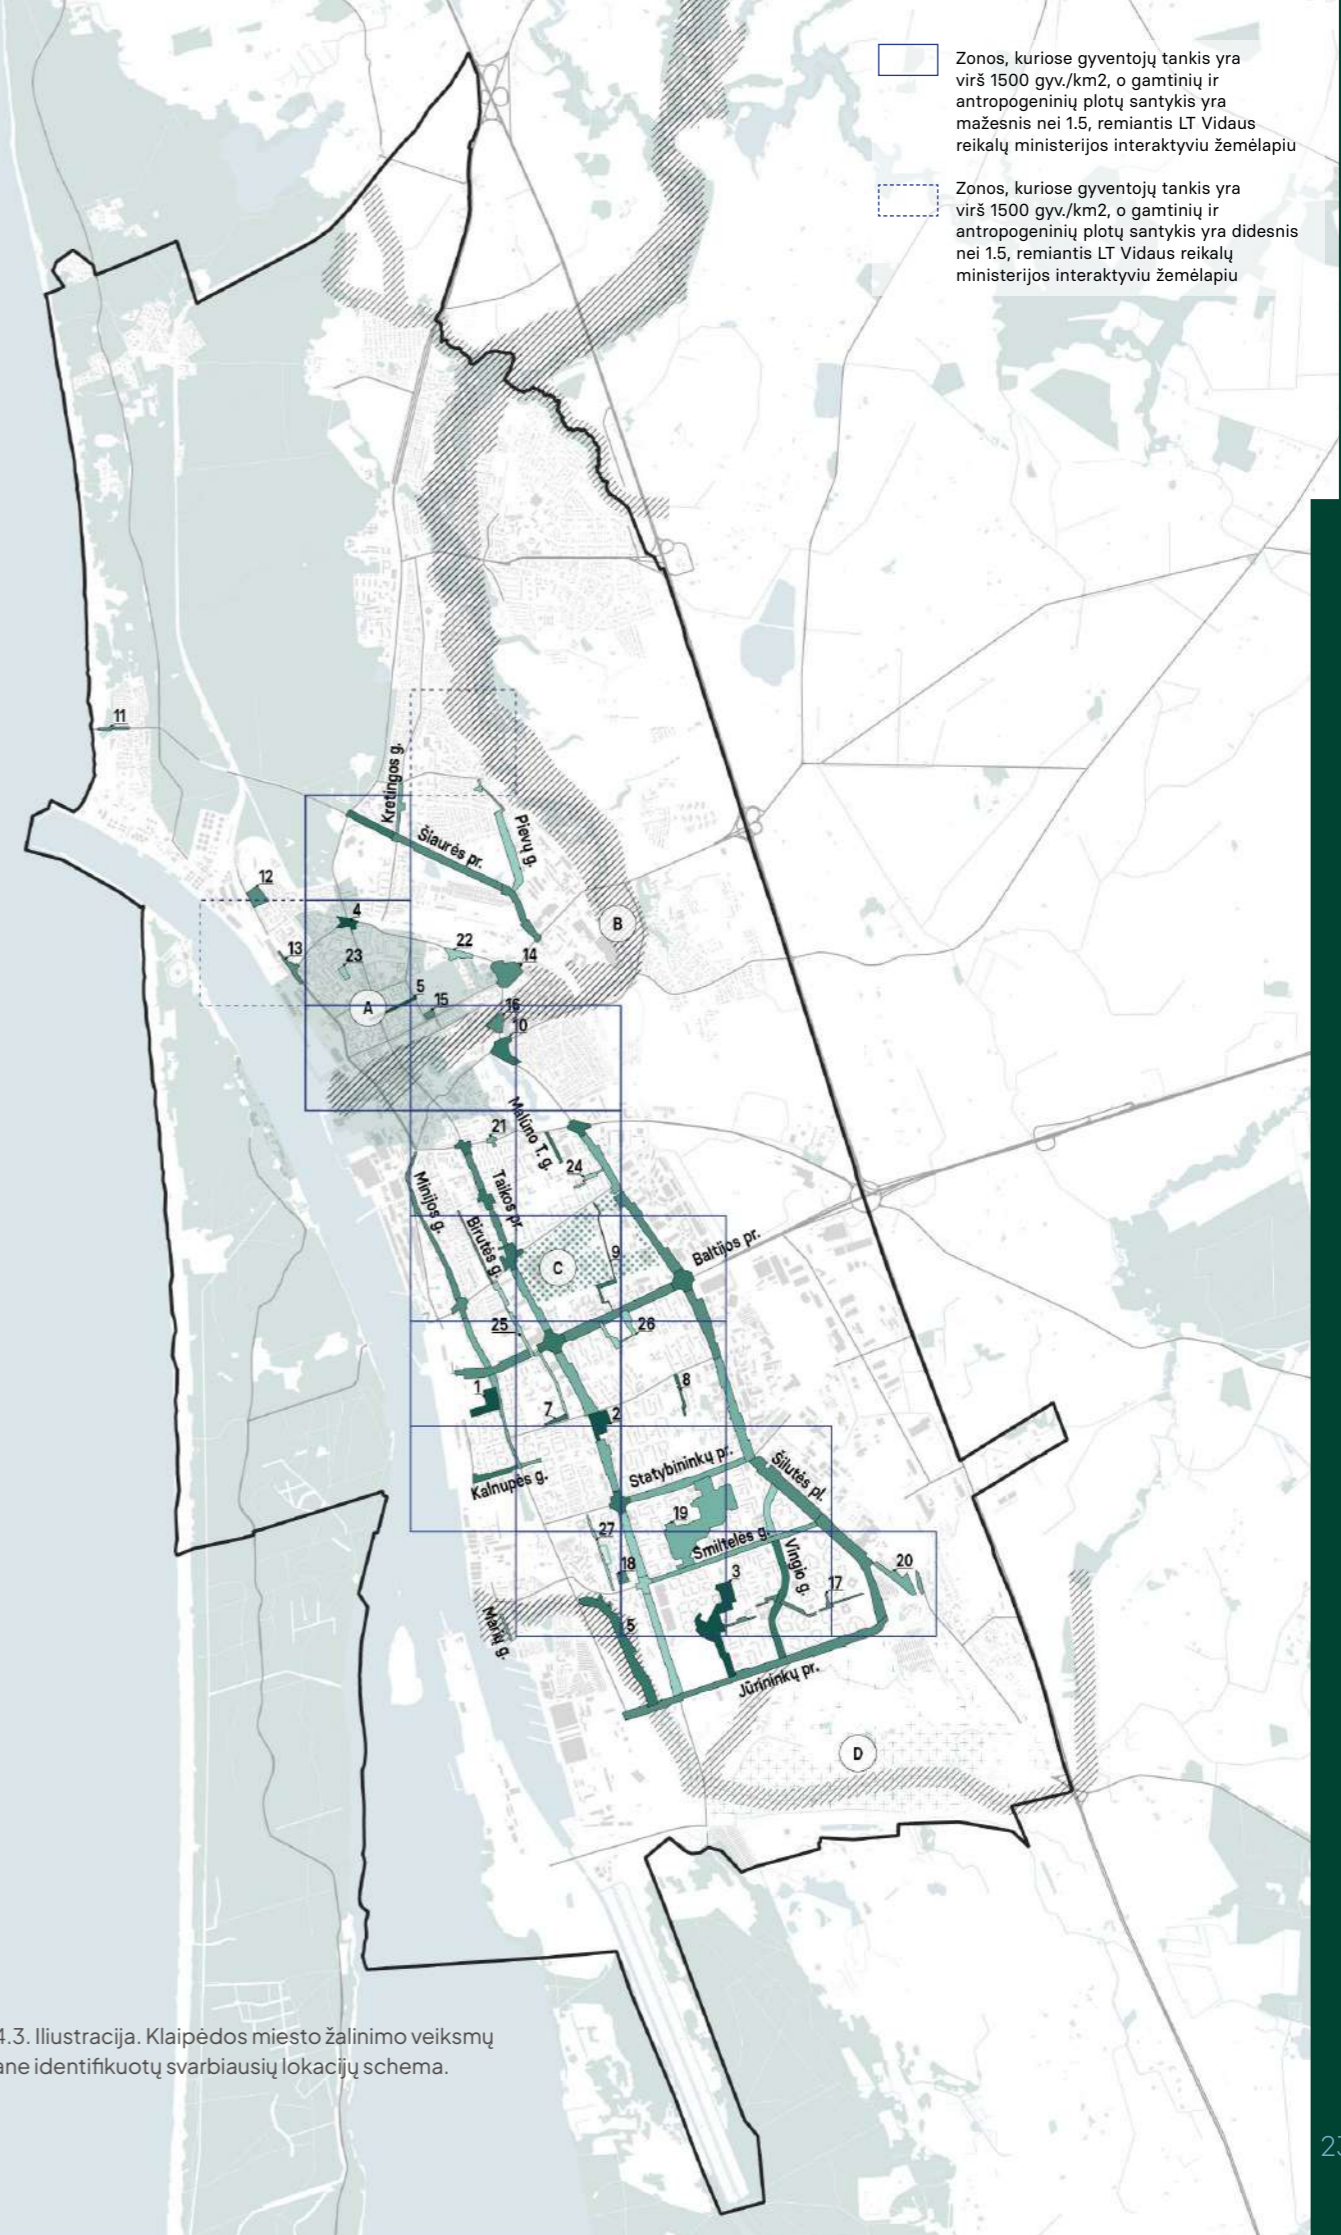 Zonos, kuriose gyventojų tankis yra
virš 1500 gyv./km2, o gamtinių ir
antropogeninių plotų santykis yra
mažesnis nei 1.5, remiantis LT Vidaus
reikalų ministerijos interaktyviu žemėlapiu
Zonos, kuriose gyventojų tankis yra
virš 1500 gyv./km2, o gamtinių ir
antropogeninių plotų santykis yra didesnis
nei 1.5, remiantis LT Vidaus reikalų
ministerijos interaktyviu žemėlapiu
11
Kretingos g.
Šiaurės pr.
Pievų g.
12
4
B
13
23
22
14
5
A
15
16
10
21
Malūno T. g.
24
Minijos g.
Taikos pr.
Birutės g.
9
Baltijos pr.
C
25
26
1
8
7
2
Kalnupės g.
Statybininkų pr.
Šilutės pl.
19
27
Smiltelės g.
18
3
Vingio g.
20
17
Marių g.
5
Jūrininkų pr.
D
4.3. Iliustracija. Klaipėdos miesto žalinimo veiksmų
ane identifikuotų svarbiausių lokacijų schema.